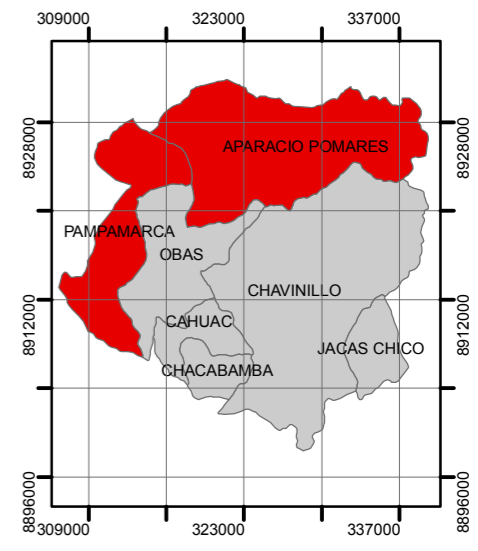 309000 323000 337000
8928000 8928000
APARACIO POMARES
PAMPAMARCA
OBAS
CHAVINILLO
8912000 8912000
CAHUAC
JACAS CHICO
CHACABAMBA
8896000 8896000
309000 323000 337000